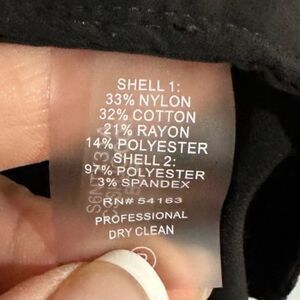 SHELL 1:
33% NYLON
32% COTTON
21% RAYON
14% POLYESTER
SHELL 2:
97% POLYESTER
3% SPANDEX
RN# 54163
PROFESSIONAL
DRY CLEAN
P